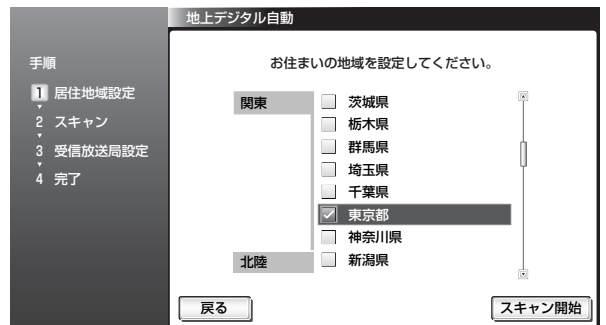 地上デジタル自動
手順
1 居住地域設定
2 スキャン
3 受信放送局設定
4 完了
お住まいの地域を設定してください。
関東
茨城県
栃木県
群馬県
埼玉県
千葉県
東京都
神奈川県
北陸
新潟県
戻る
スキャン開始